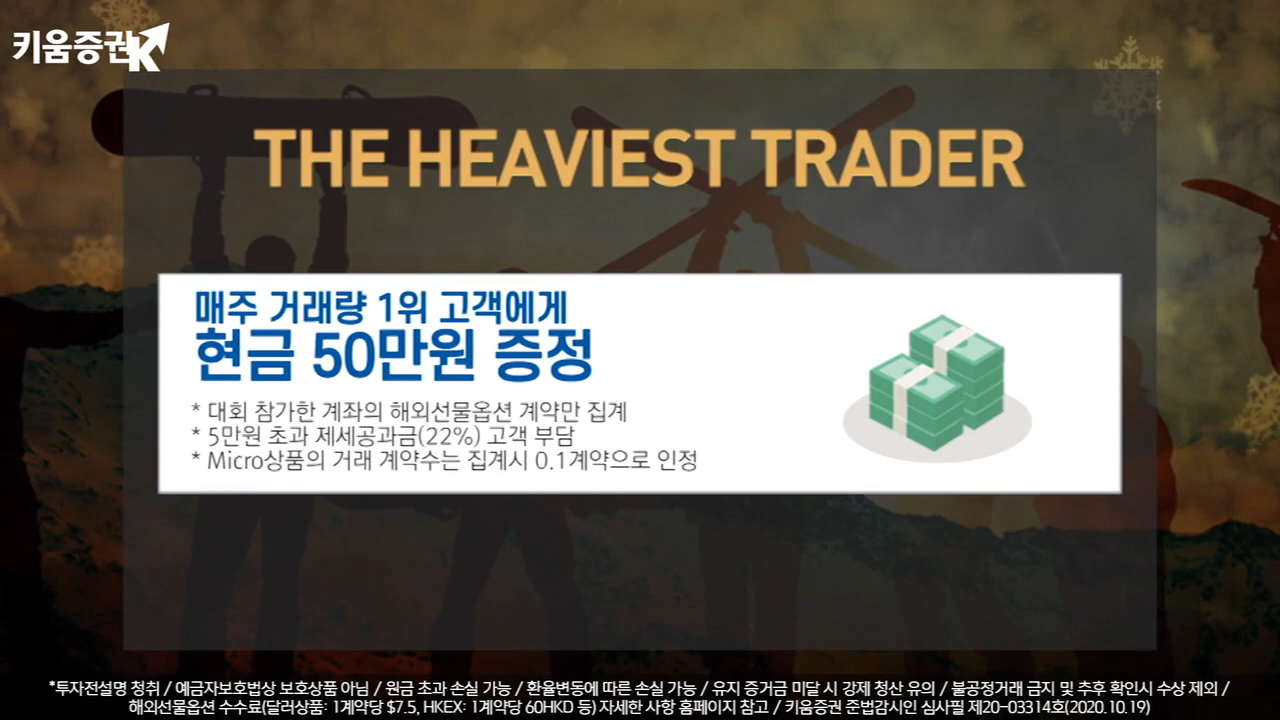 키움증권K
THE HEAVIEST TRADER
매주 거래량 1위 고객에게
현금 50만원 증정
* 대회 참가한 계좌의 해외선물옵션 계약만 집계
* 5만원 초과 제세공과금(22%) 고객 부담
* Micro상품의 거래 계약수는 집계시 0.1계약으로 인정
*투자전설명 청취 / 예금자보호법상 보호상품 아님 / 원금 초과 손실 가능 / 환율변동에 따른 손실 가능 / 유지 증거금 미달 시 강제 청산 유의 / 불공정거래 금지 및 추후 확인시 수상 제외 /
해외선물옵션 수수료(달러상품: 1계약당 $7.5, HKEX: 1계약당 60HKD 등) 자세한 사항 홈페이지 참고 / 키움증권 준법감시인 심사필 제20-03314호(2020.10.19)